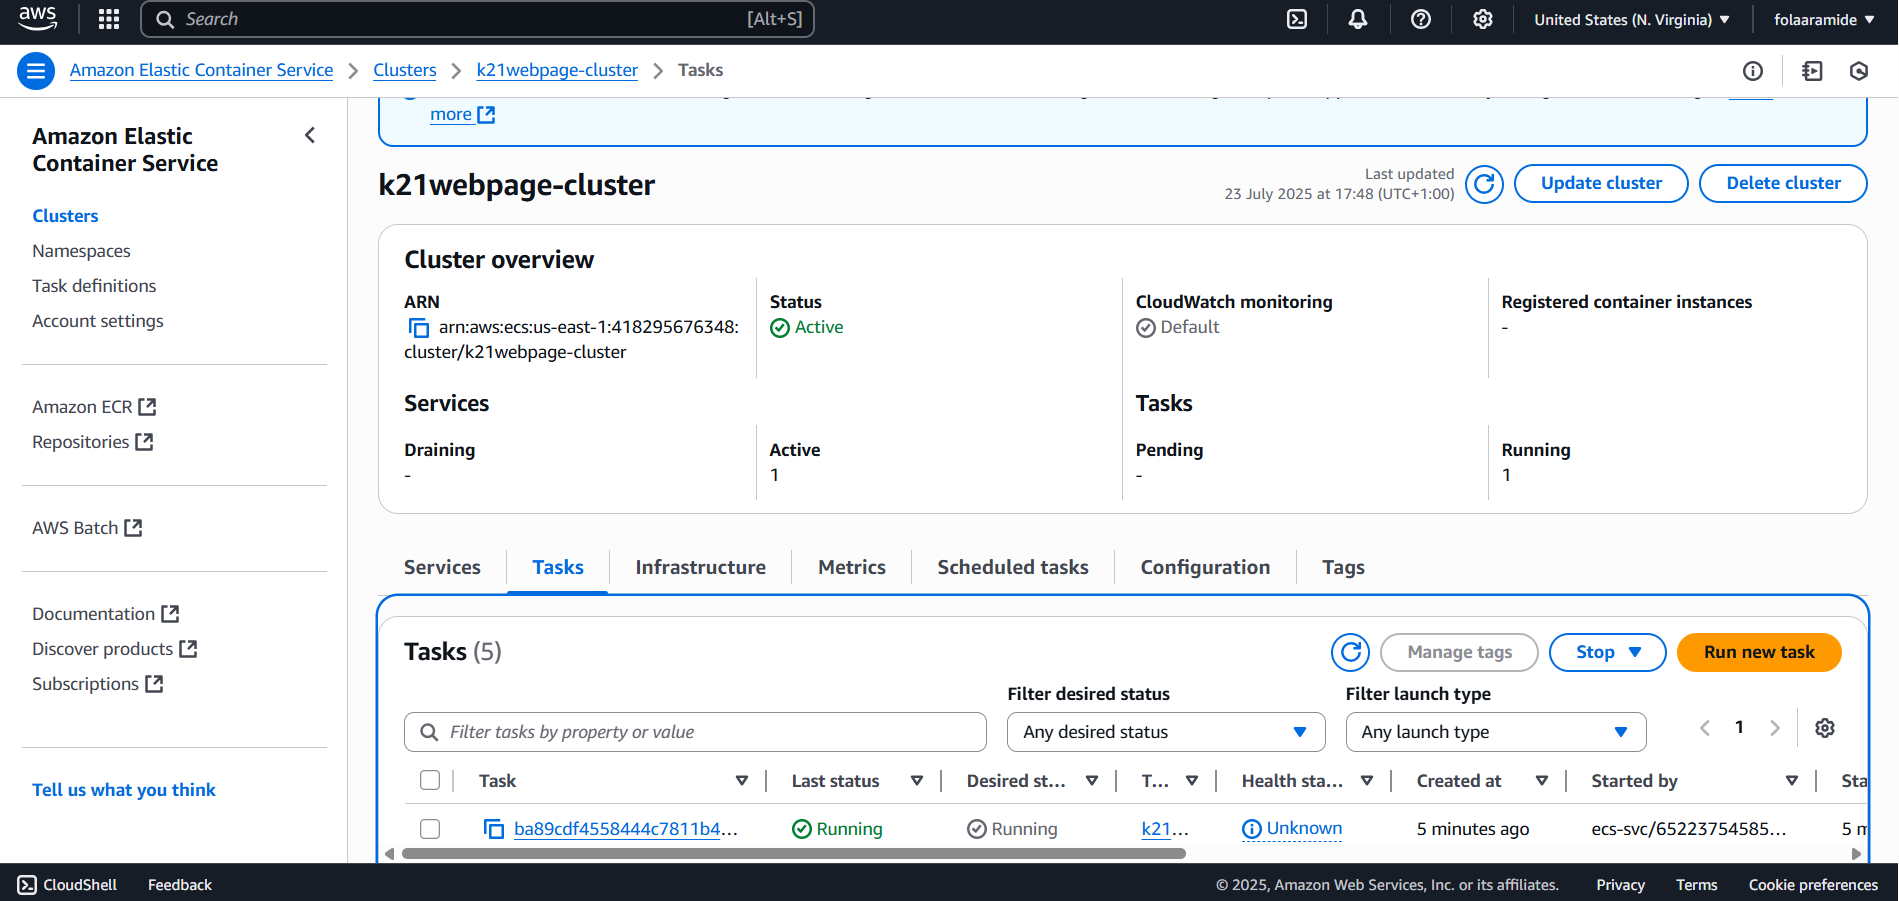 aws
Search [Alt+S]
United States (N. Virginia)
folaaramide
Amazon Elastic Container Service
Clusters
k21webpage-cluster
Tasks
Amazon Elastic
Container Service
Clusters
Namespaces
Task definitions
Account settings
Amazon ECR
Repositories
AWS Batch
Documentation
Discover products
Subscriptions
Tell us what you think
more
k21webpage-cluster
Last updated
23 July 2025 at 17:48 (UTC+1:00)
Update cluster
Delete cluster
Cluster overview
ARN
arn:aws:ecs:us-east-1:418295676348:
cluster/k21webpage-cluster
Status
Active
CloudWatch monitoring
Default
Registered container instances
-
Services
Tasks
Draining
-
Active
1
Pending
-
Running
1
Services Tasks Infrastructure Metrics Scheduled tasks Configuration Tags
Tasks (5)
Manage tags
Stop
Run new task
Filter desired status
Filter launch type
Filter tasks by property or value
Any desired status
Any launch type
1
Task Last status Desired st... T... Health sta... Created at Started by Sta
ba89cdf4558444c7811b4... Running Running k21... Unknown 5 minutes ago ecs-svc/65223754585... 5 m
CloudShell Feedback
© 2025, Amazon Web Services, Inc. or its affiliates. Privacy Terms Cookie preferences